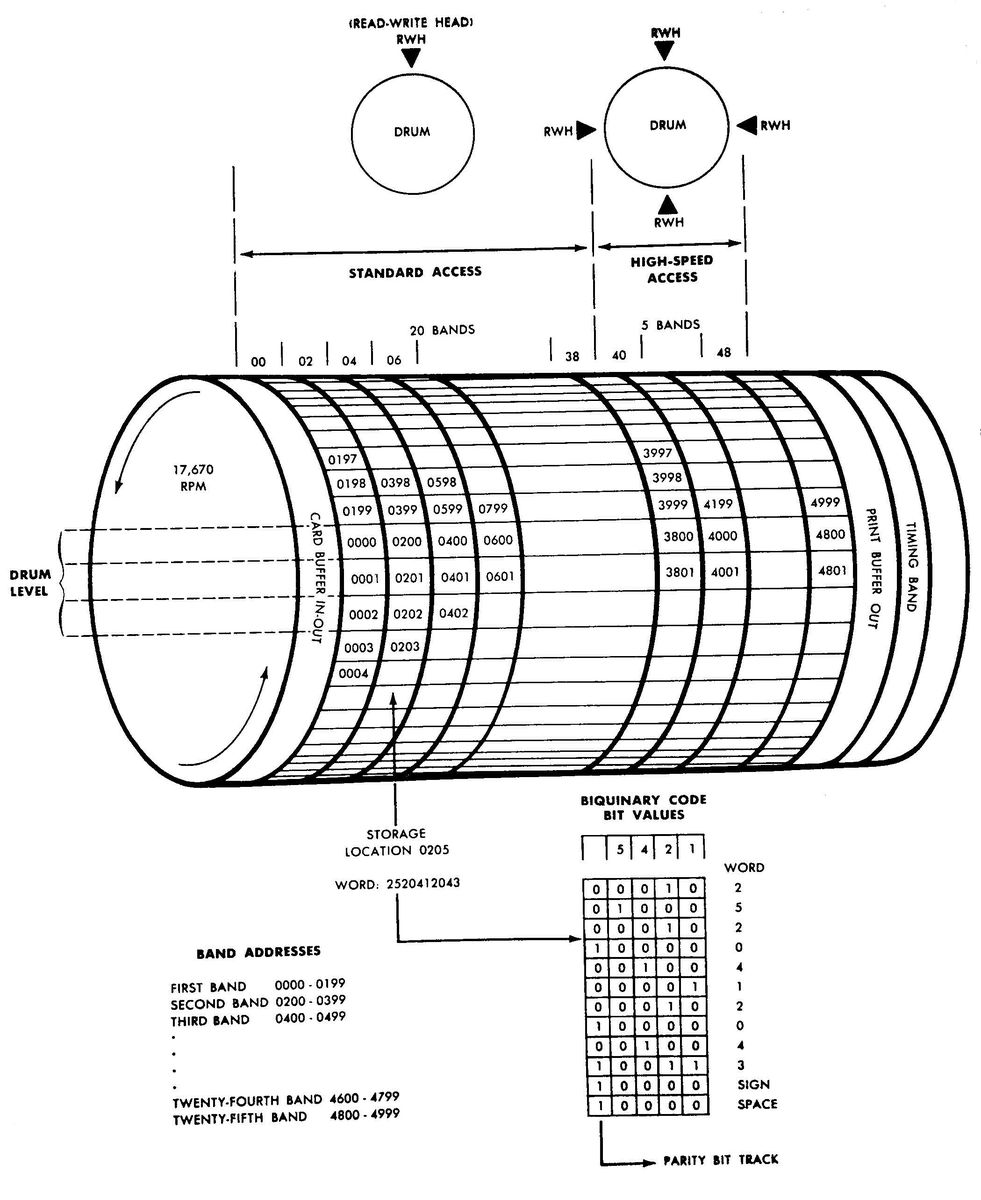 (READ-WRITE HEAD)
RWH
RWH
DRUM
RWH
DRUM
RWH
RWH
STANDARD ACCESS
HIGH-SPEED
ACCESS
20 BANDS
5 BANDS
00 02 04 06 38 40 48
17,670
RPM
DRUM
LEVEL
CARD BUFFER IN-OUT
0197 3997
0198 0398 0598 3998
0199 0399 0599 0799 3999 4199 4999
0000 0200 0400 0600 3800 4000 4800
0001 0201 0401 0601 3801 4001 4801
0002 0202 0402
0003 0203
0004
PRINT BUFFER OUT
TIMING BAND
STORAGE
LOCATION 0205
WORD: 2520412043
BIQUINARY CODE
BIT VALUES
5 4 2 1
WORD
0 0 0 1 0 2
0 1 0 0 0 5
0 0 0 1 0 2
1 0 0 0 0 0
0 0 1 0 0 4
0 0 0 0 1 1
0 0 0 1 0 2
1 0 0 0 0 0
0 0 1 0 0 4
1 0 0 1 1 3
1 0 0 0 0 SIGN
1 0 0 0 0 SPACE
PARITY BIT TRACK
BAND ADDRESSES
FIRST BAND 0000 - 0199
SECOND BAND 0200 - 0399
THIRD BAND 0400 - 0499
.
.
.
.
TWENTY-FOURTH BAND 4600 - 4799
TWENTY-FIFTH BAND 4800 - 4999